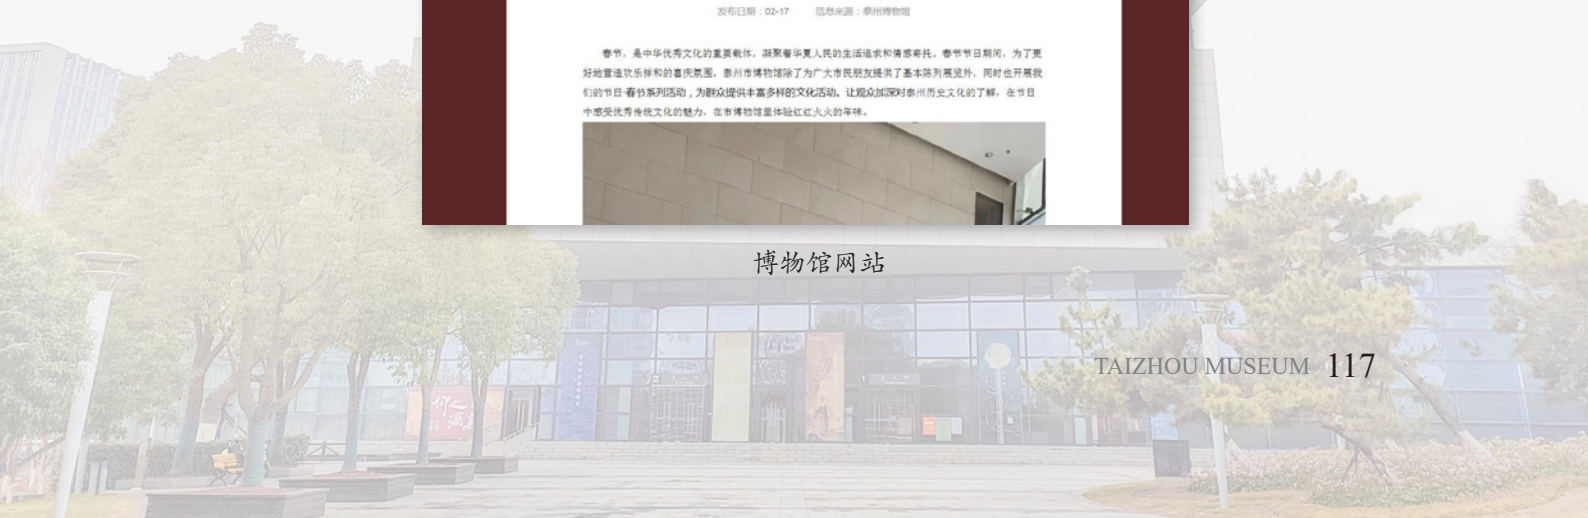 发布日期：02-17 信息来源：泰州博物馆
春节，是中华优秀文化的重要载体，凝聚着华夏人民的生活追求和情感寄托。春节节日期间，为了更
好地营造欢乐祥和的喜庆氛围，泰州市博物馆除了为广大市民朋友提供了基本陈列展览外，同时也开展我
们的节日·春节系列活动，为群众提供丰富多样的文化活动。让观众加深对泰州历史文化的了解，在节日
中感受优秀传统文化的魅力，在市博物馆里体验红红火火的年味。
博物馆网站
TAIZHOU MUSEUM 117